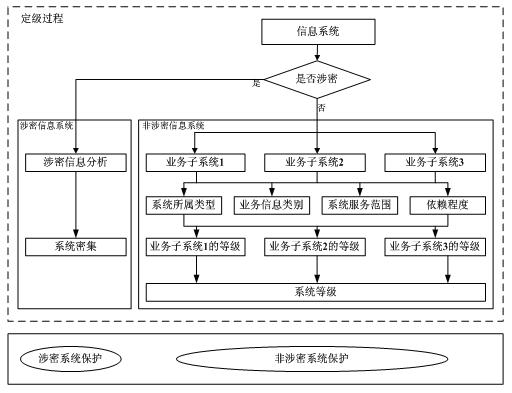 定级过程
信息系统
是否涉密
是
否
涉密信息系统
非涉密信息系统
涉密信息分析
业务子系统1
业务子系统2
业务子系统3
系统所属类型
业务信息类别
系统服务范围
依赖程度
系统密集
业务子系统1的等级
业务子系统2的等级
业务子系统3的等级
系统等级
涉密系统保护
非涉密系统保护